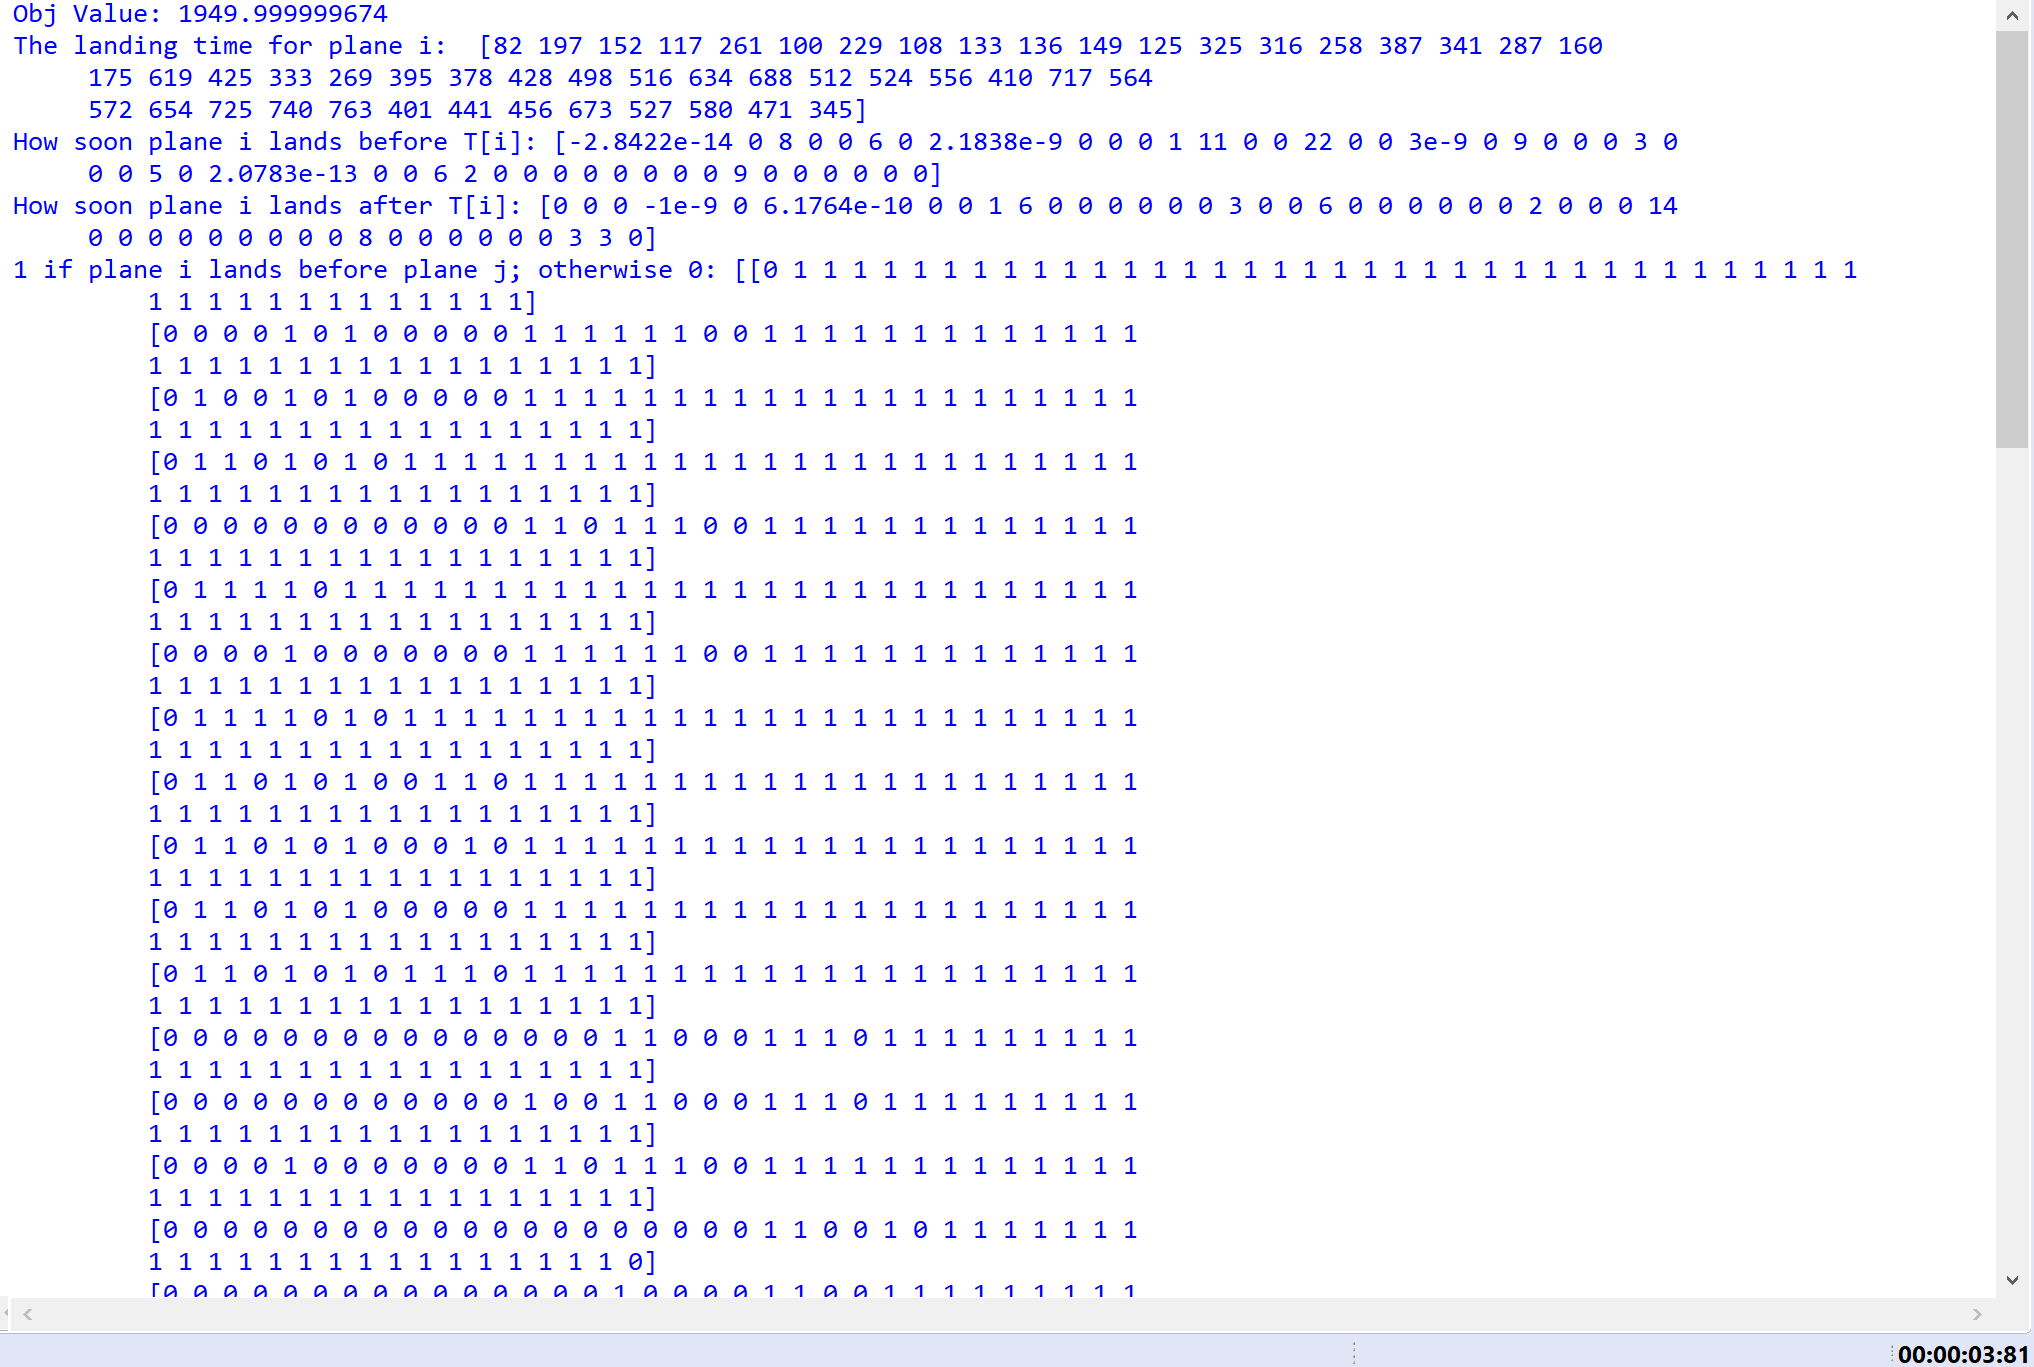 Obj Value: 1949.999999674
The landing time for plane i:  [82 197 152 117 261 100 229 108 133 136 149 125 325 316 258 387 341 287 160
175 619 425 333 269 395 378 428 498 516 634 688 512 524 556 410 717 564
572 654 725 740 763 401 441 456 673 527 580 471 345]
How soon plane i lands before T[i]: [-2.8422e-14 0 8 0 0 6 0 2.1838e-9 0 0 0 1 11 0 0 22 0 0 3e-9 0 9 0 0 0 3 0
0 0 5 0 2.0783e-13 0 0 6 2 0 0 0 0 0 0 0 0 9 0 0 0 0 0 0]
How soon plane i lands after T[i]: [0 0 0 -1e-9 0 6.1764e-10 0 0 1 6 0 0 0 0 0 0 3 0 0 6 0 0 0 0 0 0 2 0 0 0 14
0 0 0 0 0 0 0 0 0 8 0 0 0 0 0 0 3 3 0]
1 if plane i lands before plane j; otherwise 0: [[0 1 1 1 1 1 1 1 1 1 1 1 1 1 1 1 1 1 1 1 1 1 1 1 1 1 1 1 1 1 1 1 1 1 1 1 1
1 1 1 1 1 1 1 1 1 1 1 1 1]
[0 0 0 0 1 0 1 0 0 0 0 0 1 1 1 1 1 1 0 0 1 1 1 1 1 1 1 1 1 1 1 1 1
1 1 1 1 1 1 1 1 1 1 1 1 1 1 1 1 1]
[0 1 0 0 1 0 1 0 0 0 0 0 1 1 1 1 1 1 1 1 1 1 1 1 1 1 1 1 1 1 1 1 1
1 1 1 1 1 1 1 1 1 1 1 1 1 1 1 1 1]
[0 1 1 0 1 0 1 0 1 1 1 1 1 1 1 1 1 1 1 1 1 1 1 1 1 1 1 1 1 1 1 1 1
1 1 1 1 1 1 1 1 1 1 1 1 1 1 1 1 1]
[0 0 0 0 0 0 0 0 0 0 0 0 1 1 0 1 1 1 0 0 1 1 1 1 1 1 1 1 1 1 1 1 1
1 1 1 1 1 1 1 1 1 1 1 1 1 1 1 1 1]
[0 1 1 1 1 0 1 1 1 1 1 1 1 1 1 1 1 1 1 1 1 1 1 1 1 1 1 1 1 1 1 1 1
1 1 1 1 1 1 1 1 1 1 1 1 1 1 1 1 1]
[0 0 0 0 1 0 0 0 0 0 0 0 1 1 1 1 1 1 0 0 1 1 1 1 1 1 1 1 1 1 1 1 1
1 1 1 1 1 1 1 1 1 1 1 1 1 1 1 1 1]
[0 1 1 1 1 0 1 0 1 1 1 1 1 1 1 1 1 1 1 1 1 1 1 1 1 1 1 1 1 1 1 1 1
1 1 1 1 1 1 1 1 1 1 1 1 1 1 1 1 1]
[0 1 1 0 1 0 1 0 0 1 1 0 1 1 1 1 1 1 1 1 1 1 1 1 1 1 1 1 1 1 1 1 1
1 1 1 1 1 1 1 1 1 1 1 1 1 1 1 1 1]
[0 1 1 0 1 0 1 0 0 0 1 0 1 1 1 1 1 1 1 1 1 1 1 1 1 1 1 1 1 1 1 1 1
1 1 1 1 1 1 1 1 1 1 1 1 1 1 1 1 1]
[0 1 1 0 1 0 1 0 0 0 0 0 1 1 1 1 1 1 1 1 1 1 1 1 1 1 1 1 1 1 1 1 1
1 1 1 1 1 1 1 1 1 1 1 1 1 1 1 1 1]
[0 1 1 0 1 0 1 0 1 1 1 0 1 1 1 1 1 1 1 1 1 1 1 1 1 1 1 1 1 1 1 1 1
1 1 1 1 1 1 1 1 1 1 1 1 1 1 1 1 1]
[0 0 0 0 0 0 0 0 0 0 0 0 0 0 0 1 1 0 0 0 1 1 1 0 1 1 1 1 1 1 1 1 1
1 1 1 1 1 1 1 1 1 1 1 1 1 1 1 1 1]
[0 0 0 0 0 0 0 0 0 0 0 0 1 0 0 1 1 0 0 0 1 1 1 0 1 1 1 1 1 1 1 1 1
1 1 1 1 1 1 1 1 1 1 1 1 1 1 1 1 1]
[0 0 0 0 1 0 0 0 0 0 0 0 1 1 0 1 1 1 0 0 1 1 1 1 1 1 1 1 1 1 1 1 1
1 1 1 1 1 1 1 1 1 1 1 1 1 1 1 1 1]
[0 0 0 0 0 0 0 0 0 0 0 0 0 0 0 0 0 0 0 0 1 1 0 0 1 0 1 1 1 1 1 1 1
1 1 1 1 1 1 1 1 1 1 1 1 1 1 1 1 0]
[0 0 0 0 0 0 0 0 0 0 0 0 0 0 0 1 0 0 0 0 1 1 0 0 1 1 1 1 1 1 1 1 1
00:00:03:81